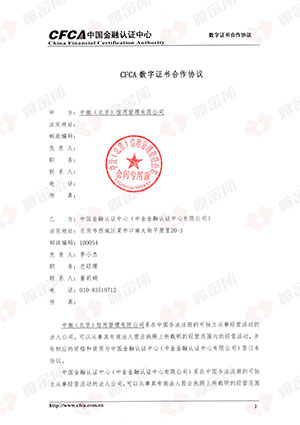 CFCA 中国金融认证中心
China Financial Certification Authority
数字证书合作协议
CFCA 数字证书合作协议
甲 方：中微（北京）信用管理有限公司
法定地址：
邮政编码：
负 责 人：
职 务：
联 系 人：
电 话：
传 真：
合同专用章
乙 方：中国金融认证中心（中金金融认证中心有限公司）
法定地址：北京市西城区菜市口南大街平原里20-3
邮政编码：100054
负 责 人：李小杰
职 务：总经理
联 系 人：董莉娟
电 话：010-83519712
传 真：
中微（北京）信用管理有限公司系在中国合法注册的可独立从事经营活动的
法人公司。可以从事其有效法人营业执照上所载明的经营范围内的经营活动。并
有相应的资格和资质与中国金融认证中心（中金金融认证中心有限公司）签订本
协议。
中国金融认证中心（中金金融认证中心有限公司）系在中国合法注册的可独
立从事经营活动的法人公司。可以从事其有效法人营业执照上所载明的经营范围
http://www.cfca.com.cn
2